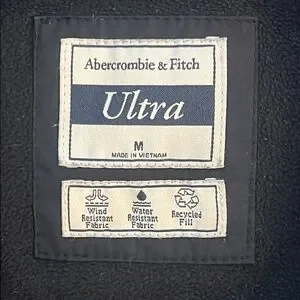 Abercrombie & Fitch
Ultra
M
MADE IN VIETNAM
Wind Resistant Fabric
Water Resistant Fabric
Recycled Fill